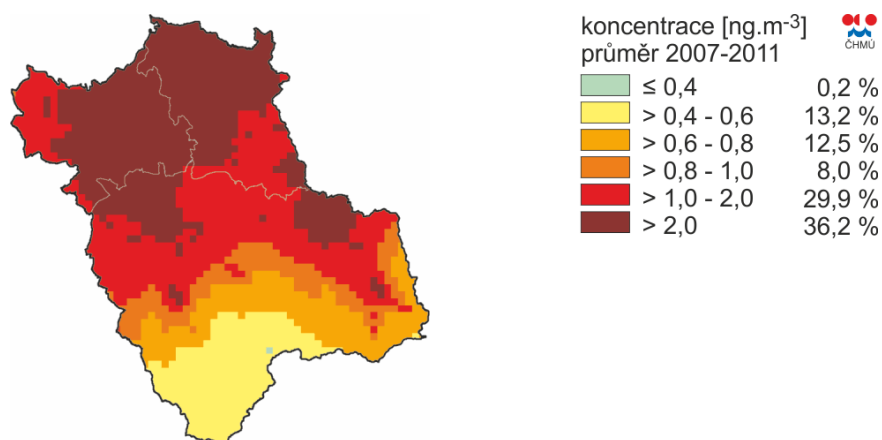 koncentrace [ng.m-3]
průměr 2007-2011
ČHMÚ
≤ 0,4 0,2 %
> 0,4 - 0,6 13,2 %
> 0,6 - 0,8 12,5 %
> 0,8 - 1,0 8,0 %
> 1,0 - 2,0 29,9 %
> 2,0 36,2 %